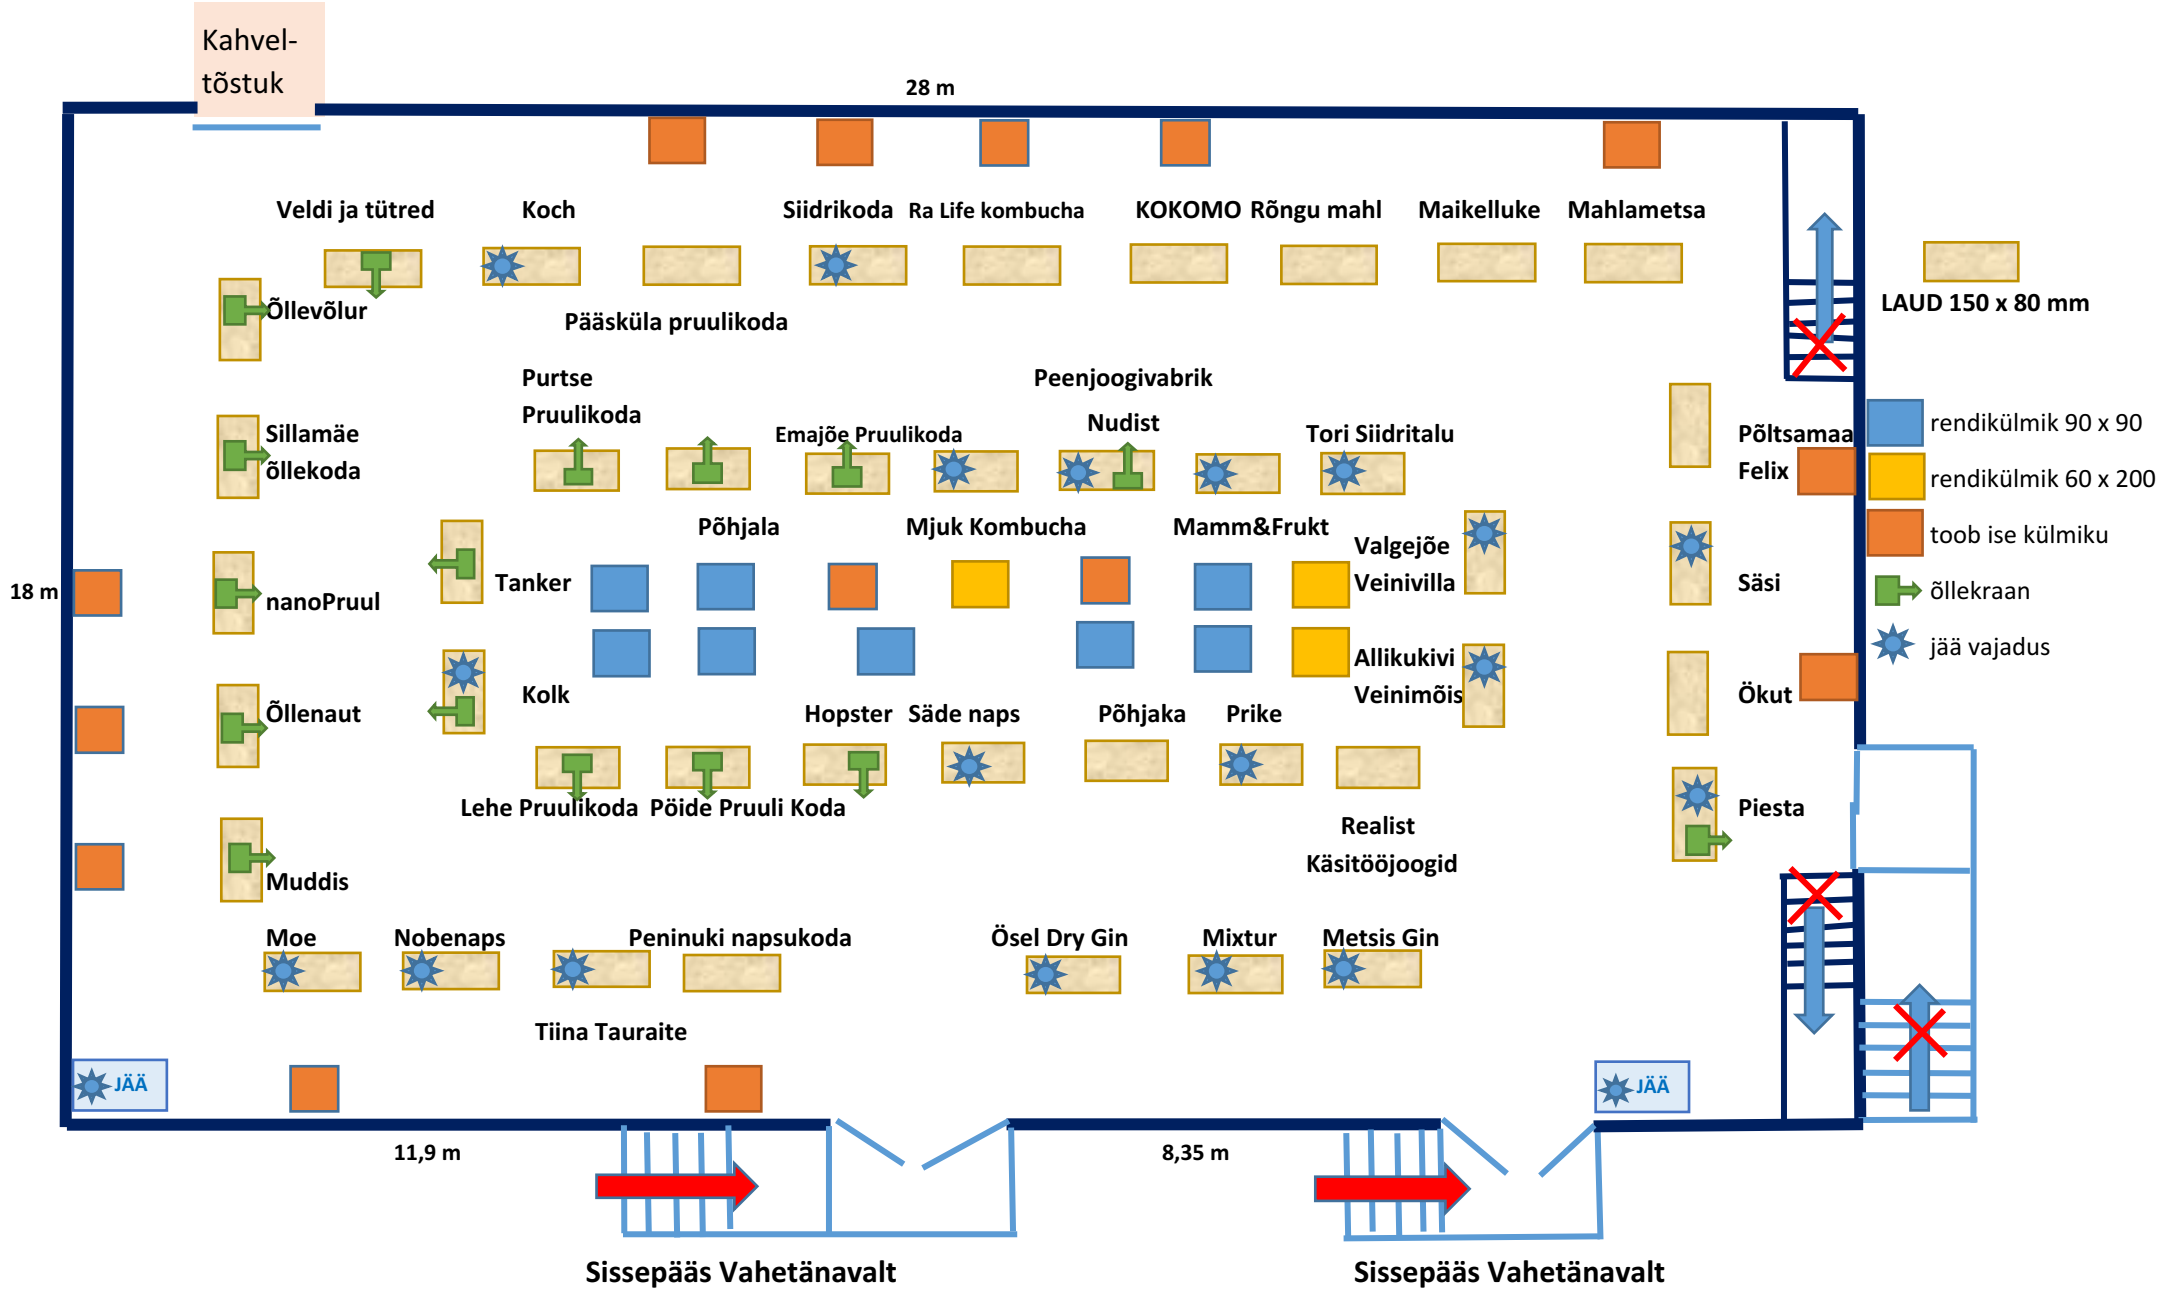 Kahvel-
tõstuk
28 m
Veldi ja tütred
Koch
Siidrikoda
Ra Life kombucha
KOKOMO
Rõngu mahl
Maikelluke
Mahlametsa
Õllevõlur
Pääsküla pruulikoda
LAUD 150 x 80 mm
Purtse
Pruulikoda
Peenjoogivabrik
Nudist
Emajõe Pruulikoda
Tori Siidritalu
Sillamäe
õllekoda
Põltsamaa
Felix
rendikülmik 90 x 90
rendikülmik 60 x 200
toob ise külmiku
õllekraan
jää vajadus
Põhjala
Mjuk Kombucha
Mamm&Frukt
Valgejõe
Veinivilla
18 m
nanoPruul
Tanker
Säsi
Allikukivi
Veinimõis
Õllenaut
Kolk
Ökut
Hopster
Säde naps
Põhjaka
Prike
Lehe Pruulikoda
Pöide Pruuli Koda
Piesta
Realist
Käsitööjoogid
Muddis
Moe
Nobenaps
Peninuki napsukoda
Ösel Dry Gin
Mixtur
Metsis Gin
Tiina Tauraite
JÄÄ
JÄÄ
11,9 m
8,35 m
Sissepääs Vahetänavalt
Sissepääs Vahetänavalt